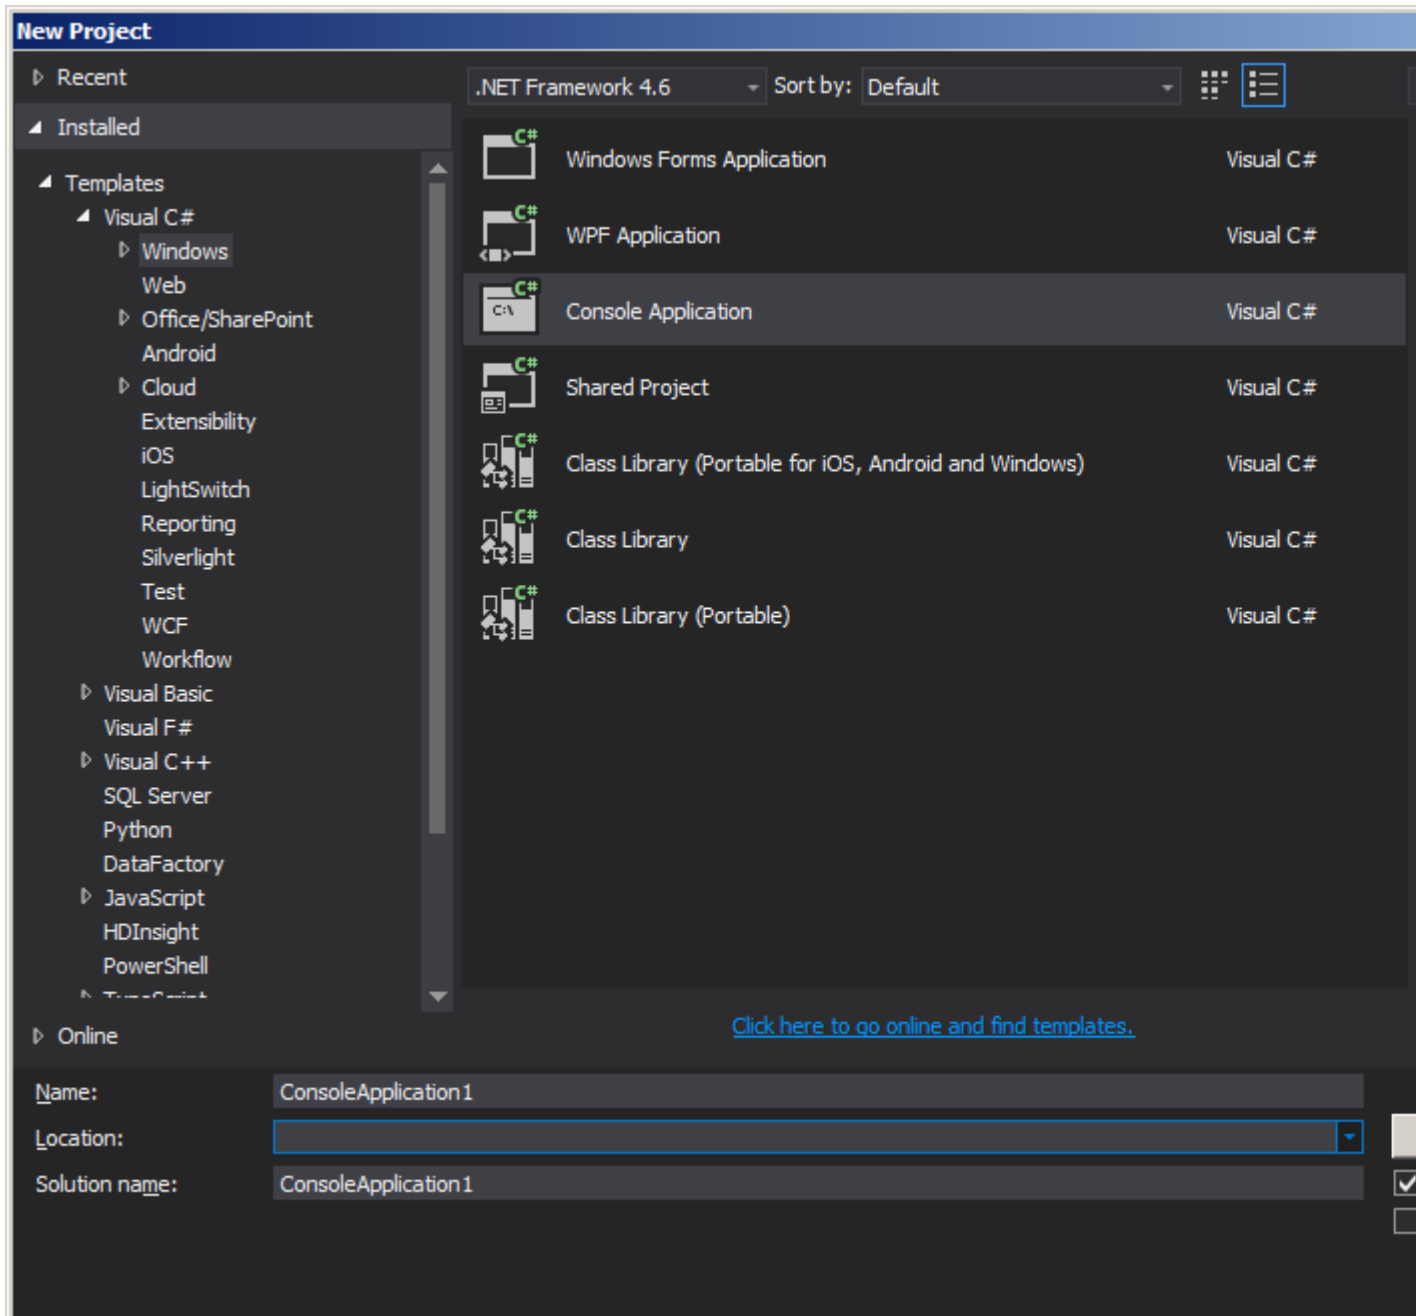 New Project
Recent
.NET Framework 4.6 Sort by: Default
Installed
Templates
Visual C#
Windows
Web
Office/SharePoint
Android
Cloud
Extensibility
iOS
LightSwitch
Reporting
Silverlight
Test
WCF
Workflow
Visual Basic
Visual F#
Visual C++
SQL Server
Python
DataFactory
JavaScript
HDInsight
PowerShell
TypeScript
Online
C# Windows Forms Application Visual C#
C# WPF Application Visual C#
C# C:\ Console Application Visual C#
C# Shared Project Visual C#
C# Class Library (Portable for iOS, Android and Windows) Visual C#
C# Class Library Visual C#
C# Class Library (Portable) Visual C#
Click here to go online and find templates.
Name: ConsoleApplication1
Location:
Solution name: ConsoleApplication1